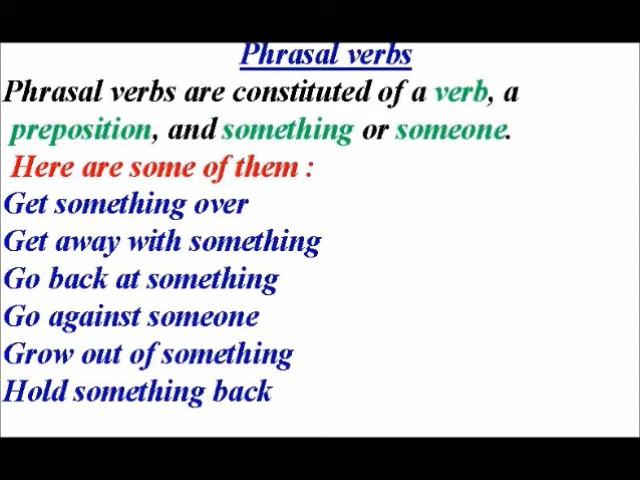 Phrasal verbs
Phrasal verbs are constituted of a verb, a
preposition, and something or someone.
Here are some of them :
Get something over
Get away with something
Go back at something
Go against someone
Grow out of something
Hold something back